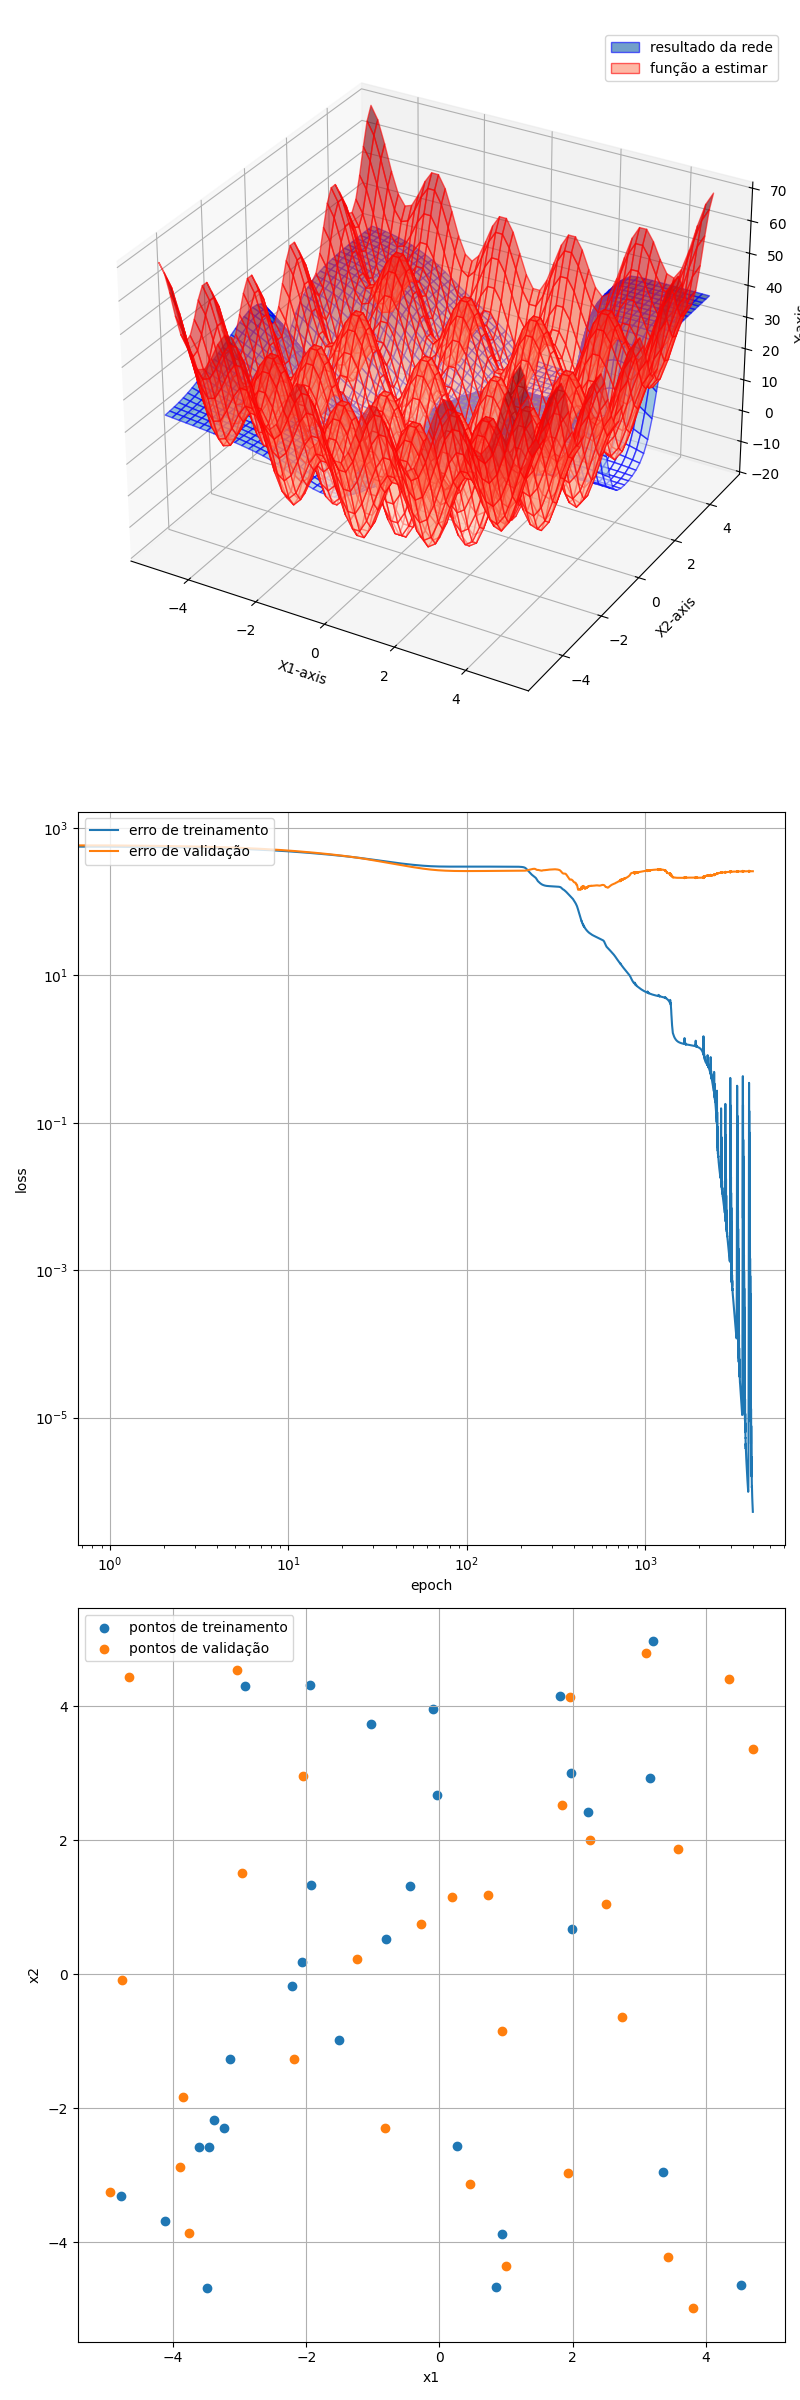 resultado da rede
função a estimar
70
60
50
40
30
20
10
0
−10
−20
−4
−2
0
2
4
X1-axis
−4
−2
0
2
4
X2-axis
Y-axis
erro de treinamento
erro de validação
10³
10¹
10⁻¹
10⁻³
10⁻⁵
loss
10⁰ 10¹ 10² 10³
epoch
pontos de treinamento
pontos de validação
4
2
0
−2
−4
x2
−4 −2 0 2 4
x1